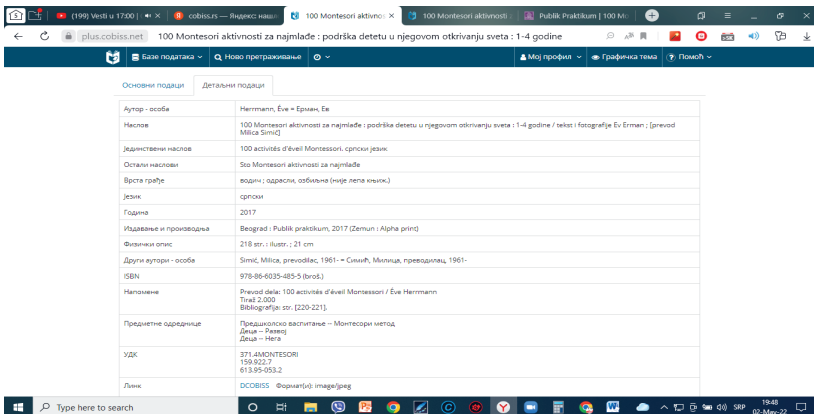 (199) Vesti u 17:00 |
cobiss.rs — Яндекс: наш
100 Montesori aktivnos
100 Montesori aktivnosti z
Publik Praktikum | 100 Mo
plus.cobiss.net 100 Montesori aktivnosti za najmlađe : podrška detetu u njegovom otkrivanju sveta : 1-4 godine
Базе података
Ново претраживање
Мој профил
Графичка тема
Помоћ
Основни подаци Детаљни подаци
Аутор - особа Herrmann, Ève = Ерман, Ев
Наслов 100 Montesori aktivnosti za najmlađe : podrška detetu u njegovom otkrivanju sveta : 1-4 godine / tekst i fotografije Ev Erman ; [prevod
Milica Simić]
Јединствени наслов 100 activités d'éveil Montessori. српски језик
Остали наслови Sto Montesori aktivnosti za najmlađe
Врста грађе водич ; одрасли, озбиљна (није лепа књиж.)
Језик српски
Година 2017
Издавање и производња Beograd : Publik praktikum, 2017 (Zemun : Alpha print)
Физички опис 218 str. : ilustr. ; 21 cm
Други аутори - особа Simić, Milica, prevodilac, 1961- = Симић, Милица, преводилац, 1961-
ISBN 978-86-6035-485-5 (broš.)
Напомене Prevod dela: 100 activités d'éveil Montessori / Ève Herrmann
Tiraž 2.000
Bibliografija: str. [220-221].
Предметне одреднице Предшколско васпитање -- Монтесори метод
Деца -- Развој
Деца -- Нега
УДК 371.4MONTESORI
159.922.7
613.95-053.2
Линк DCOBISS Формат(и): image/jpeg
Type here to search
SRP
19:48
02-May-22